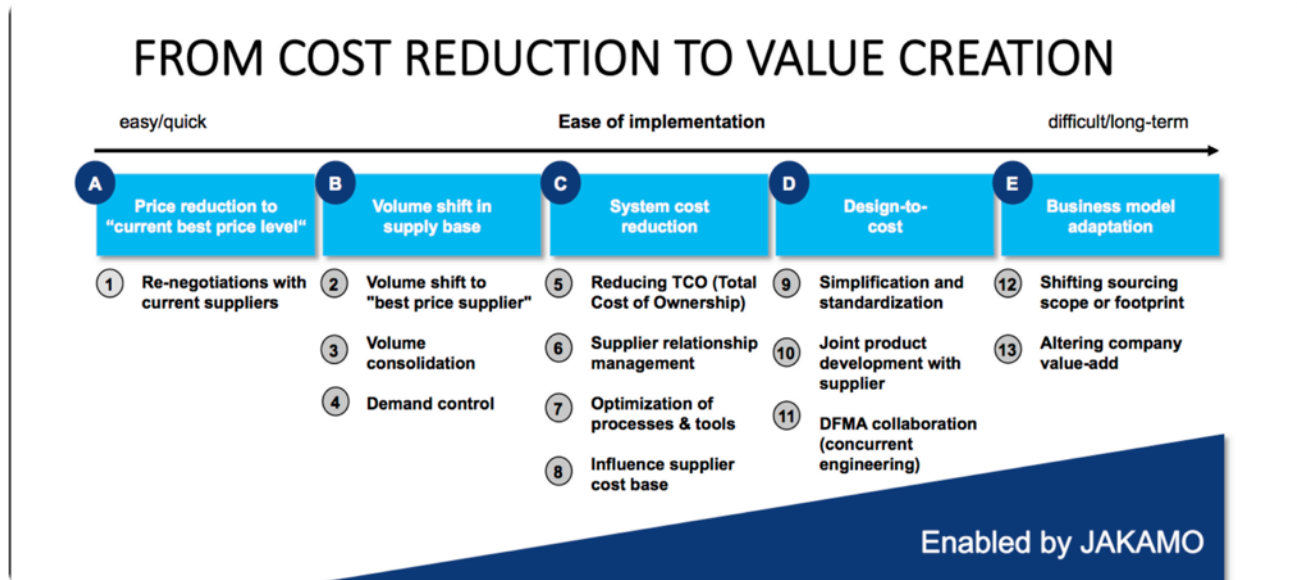 FROM COST REDUCTION TO VALUE CREATION
easy/quick
Ease of implementation
difficult/long-term
A
Price reduction to
“current best price level“
1
Re-negotiations with
current suppliers
B
Volume shift in
supply base
2
Volume shift to
"best price supplier"
3
Volume
consolidation
4
Demand control
C
System cost
reduction
5
Reducing TCO (Total
Cost of Ownership)
6
Supplier relationship
management
7
Optimization of
processes & tools
8
Influence supplier
cost base
D
Design-to-
cost
9
Simplification and
standardization
10
Joint product
development with
supplier
11
DFMA collaboration
(concurrent
engineering)
E
Business model
adaptation
12
Shifting sourcing
scope or footprint
13
Altering company
value-add
Enabled by JAKAMO